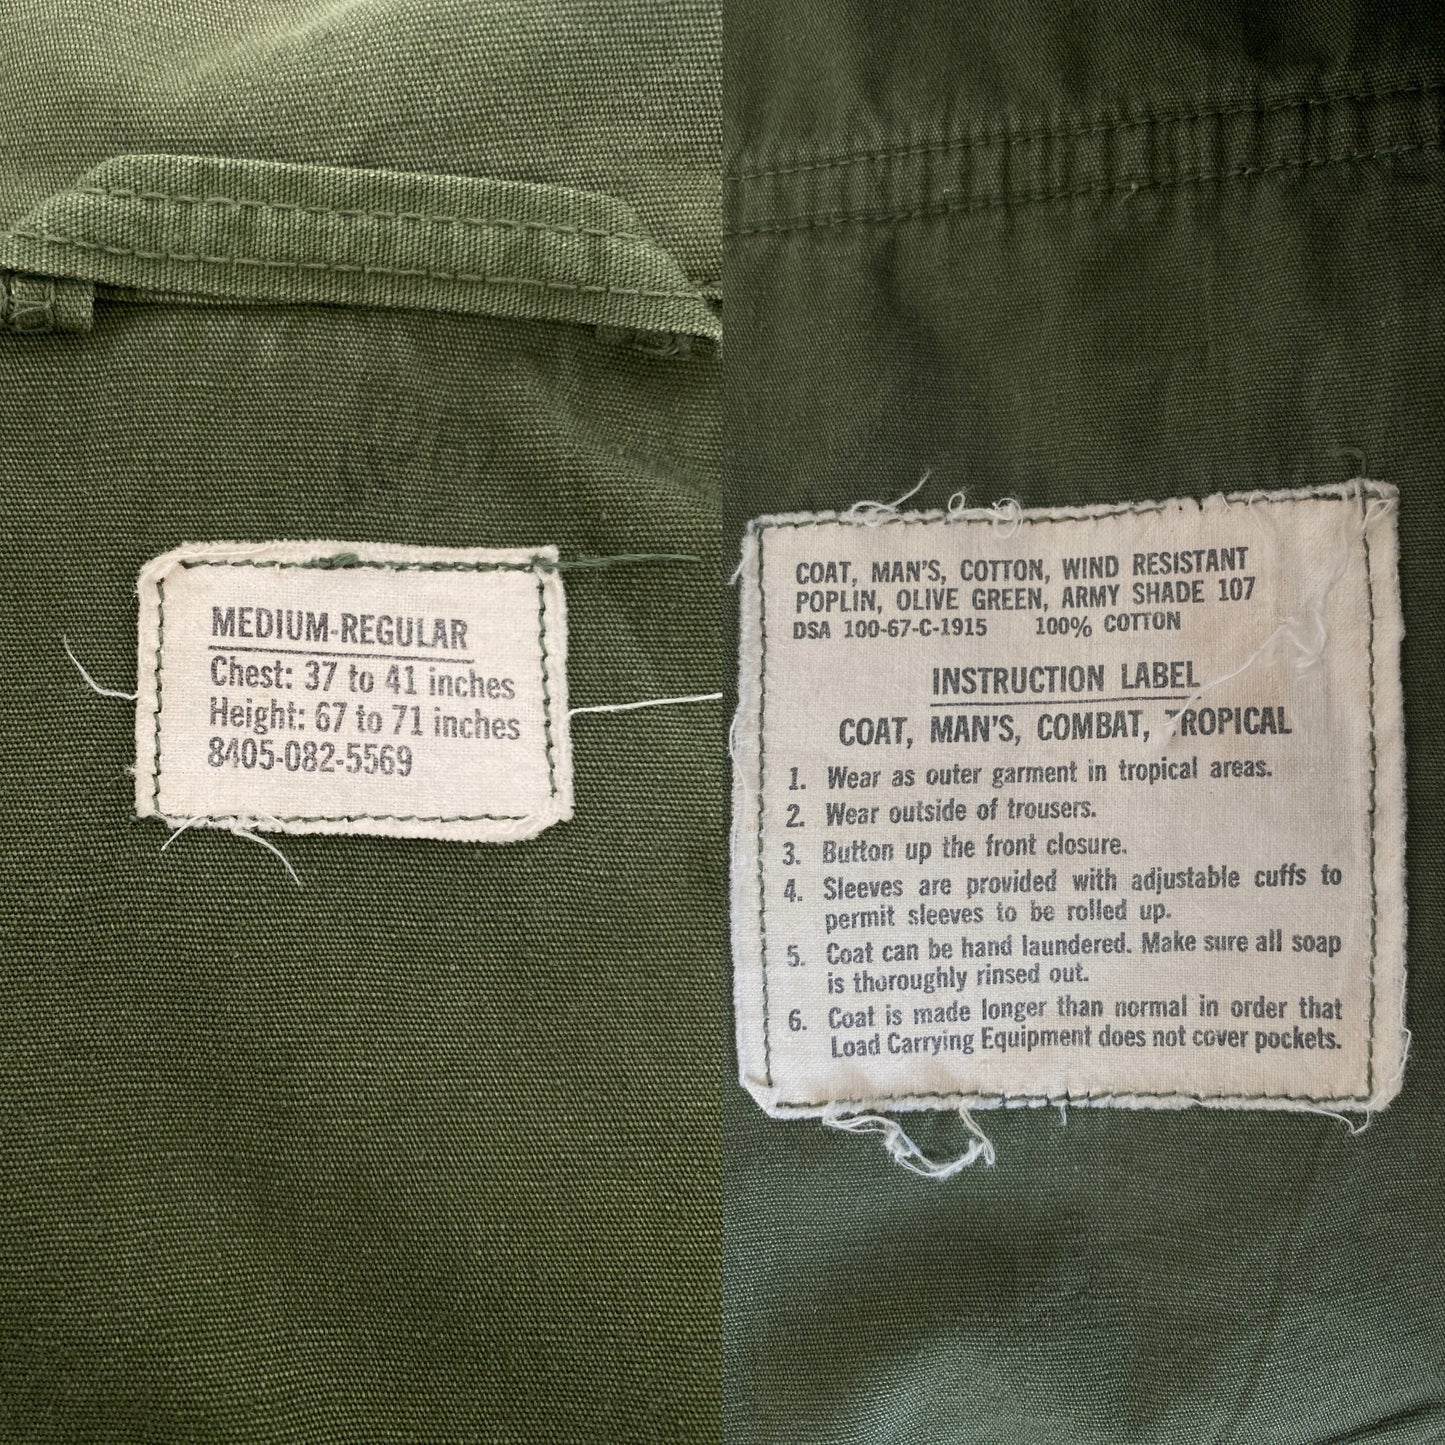 MEDIUM-REGULAR
Chest: 37 to 41 inches
Height: 67 to 71 inches
8405-082-5569
COAT, MAN'S, COTTON, WIND RESISTANT
POPLIN, OLIVE GREEN, ARMY SHADE 107
DSA 100-67-C-1915 100% COTTON
INSTRUCTION LABEL
COAT, MAN'S, COMBAT, TROPICAL
1. Wear as outer garment in tropical areas.
2. Wear outside of trousers.
3. Button up the front closure.
4. Sleeves are provided with adjustable cuffs to
permit sleeves to be rolled up.
5. Coat can be hand laundered. Make sure all soap
is thoroughly rinsed out.
6. Coat is made longer than normal in order that
Load Carrying Equipment does not cover pockets.